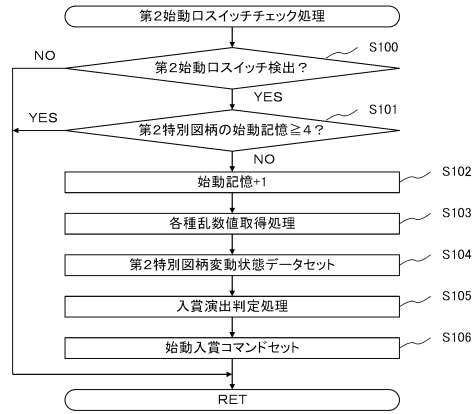 第2始動口スイッチチェック処理
S100
第2始動口スイッチ検出？
NO
YES
S101
第2特別図柄の始動記憶≧4？
YES
NO
S102
始動記憶+1
S103
各種乱数値取得処理
S104
第2特別図柄変動状態データセット
S105
入賞演出判定処理
S106
始動入賞コマンドセット
RET